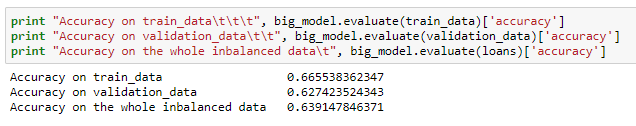 print "Accuracy on train_data\t\t\t", big_model.evaluate(train_data)['accuracy']
print "Accuracy on validation_data\t\t", big_model.evaluate(validation_data)['accuracy']
print "Accuracy on the whole inbalanced data\t", big_model.evaluate(loans)['accuracy']
Accuracy on train_data 0.665538362347
Accuracy on validation_data 0.627423524343
Accuracy on the whole inbalanced data 0.639147846371